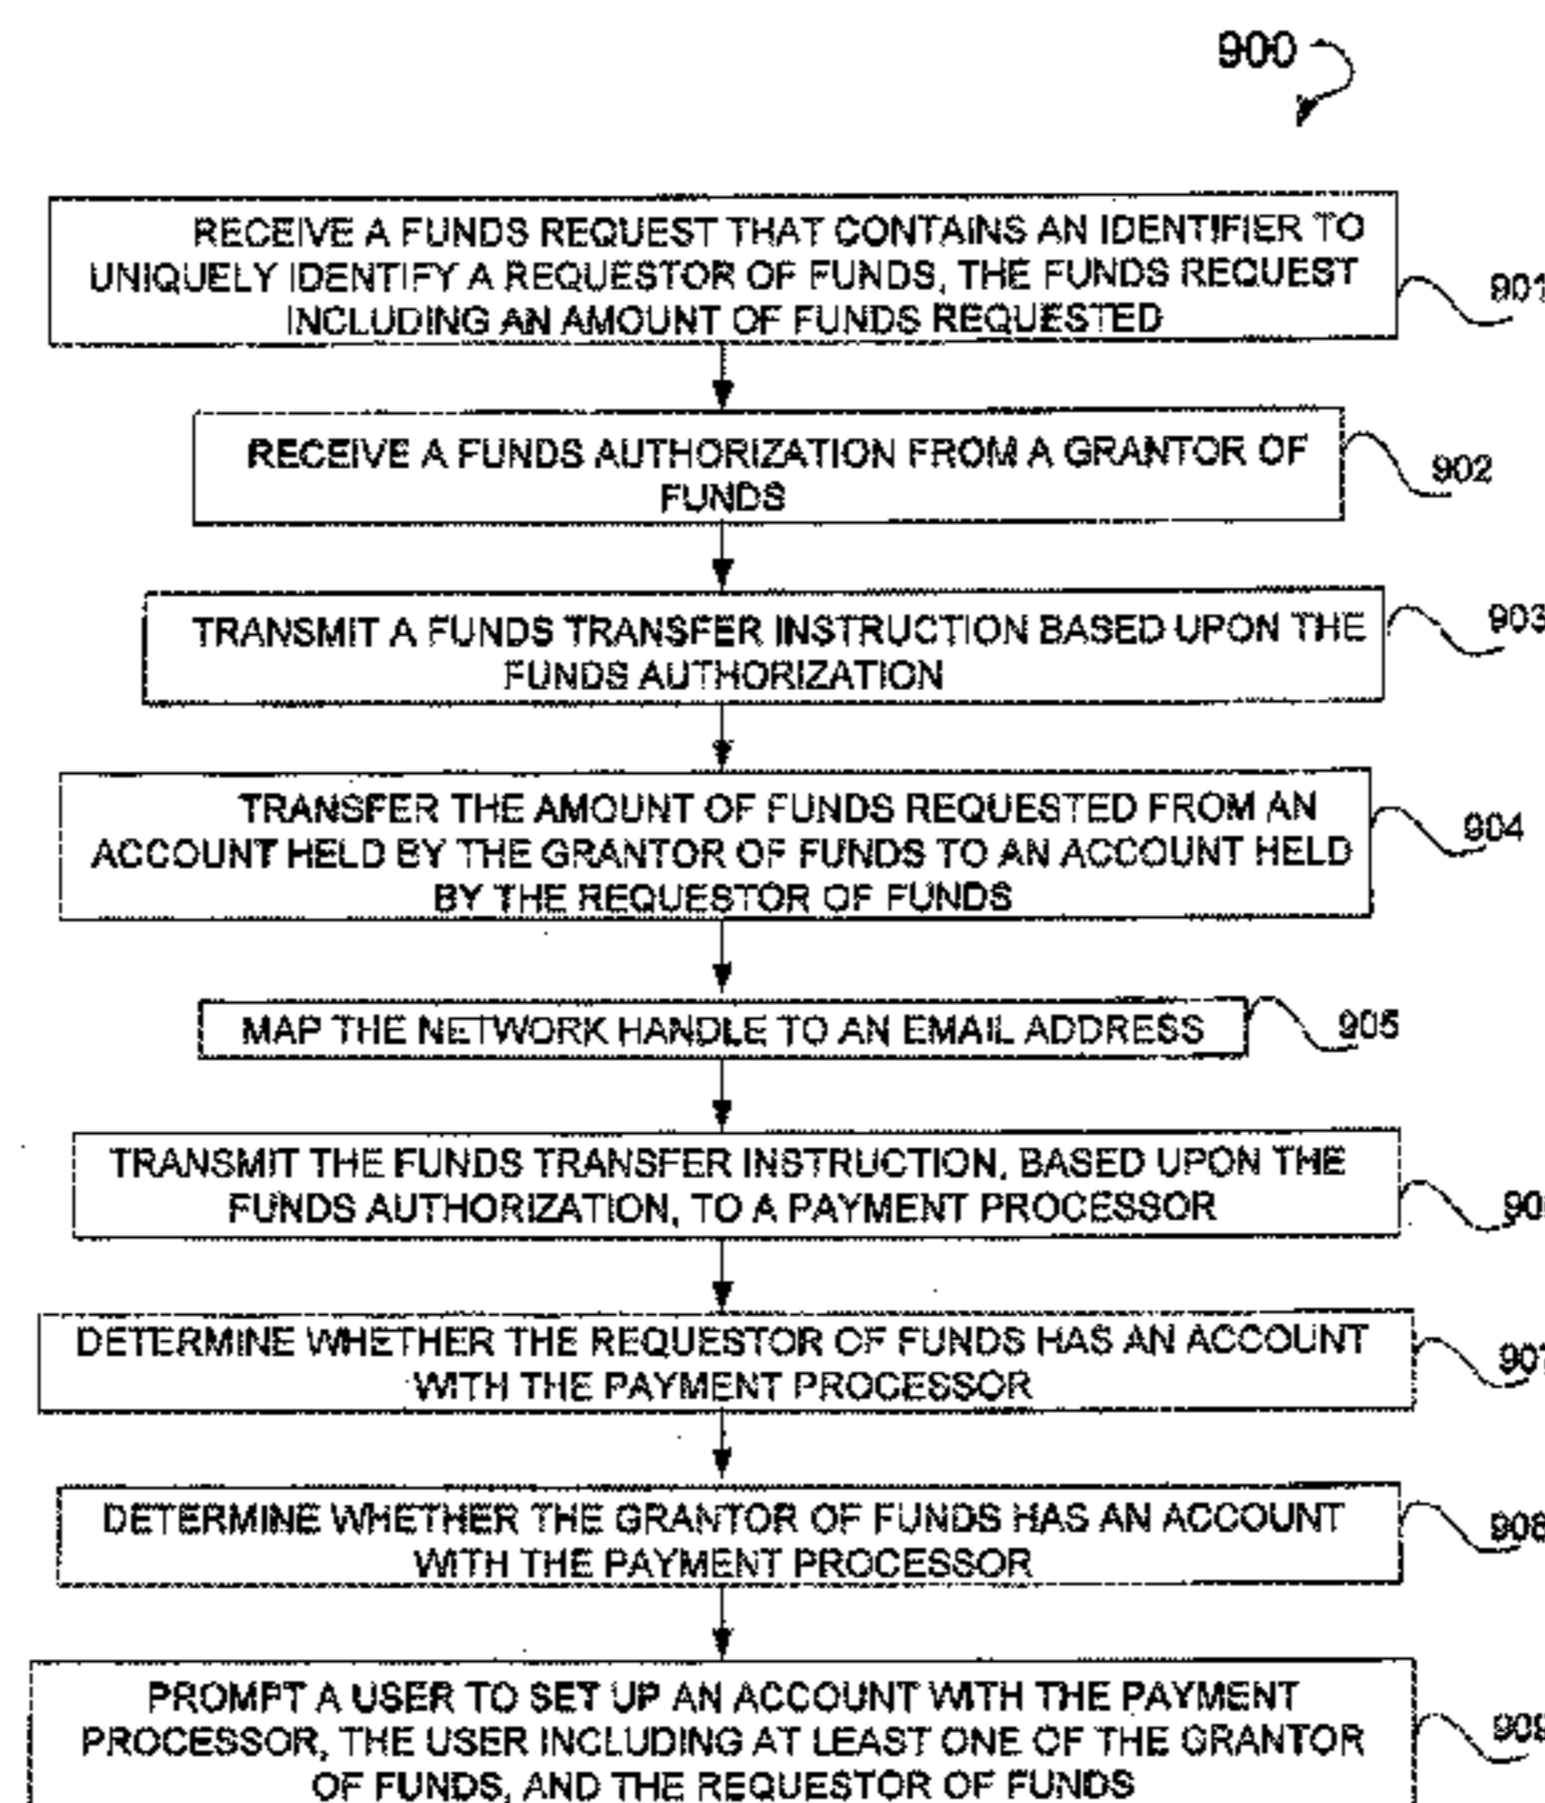 900
RECEIVE A FUNDS REQUEST THAT CONTAINS AN IDENTIFIER TO
UNIQUELY IDENTIFY A REQUESTOR OF FUNDS, THE FUNDS REQUEST
INCLUDING AN AMOUNT OF FUNDS REQUESTED
901
RECEIVE A FUNDS AUTHORIZATION FROM A GRANTOR OF
FUNDS
902
TRANSMIT A FUNDS TRANSFER INSTRUCTION BASED UPON THE
FUNDS AUTHORIZATION
903
TRANSFER THE AMOUNT OF FUNDS REQUESTED FROM AN
ACCOUNT HELD BY THE GRANTOR OF FUNDS TO AN ACCOUNT HELD
BY THE REQUESTOR OF FUNDS
904
MAP THE NETWORK HANDLE TO AN EMAIL ADDRESS
905
TRANSMIT THE FUNDS TRANSFER INSTRUCTION, BASED UPON THE
FUNDS AUTHORIZATION, TO A PAYMENT PROCESSOR
DETERMINE WHETHER THE REQUESTOR OF FUNDS HAS AN ACCOUNT
WITH THE PAYMENT PROCESSOR
907
DETERMINE WHETHER THE GRANTOR OF FUNDS HAS AN ACCOUNT
WITH THE PAYMENT PROCESSOR
908
PROMPT A USER TO SET UP AN ACCOUNT WITH THE PAYMENT
PROCESSOR, THE USER INCLUDING AT LEAST ONE OF THE GRANTOR
OF FUNDS, AND THE REQUESTOR OF FUNDS
909